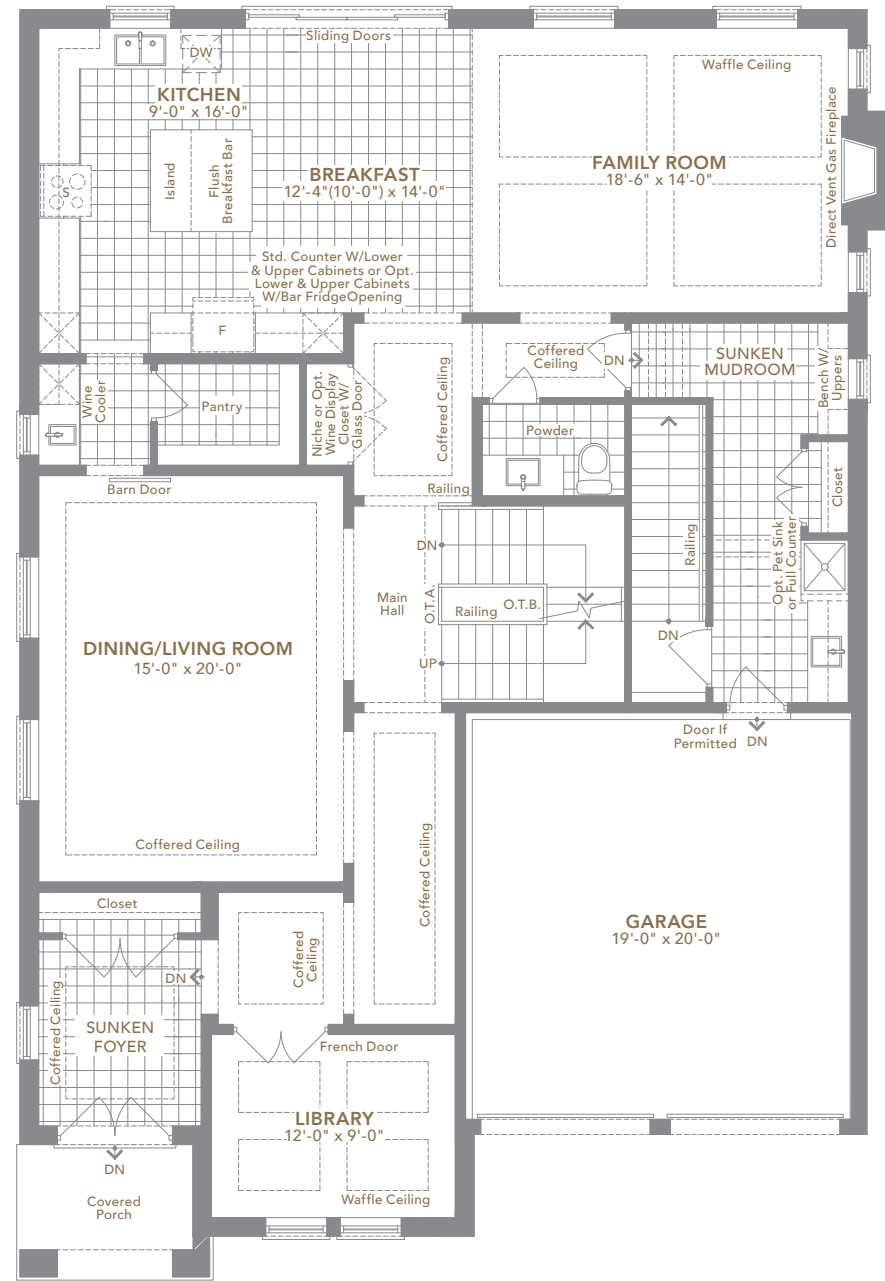 Sliding Doors
DW
KITCHEN
9'-0" x 16'-0"
Waffle Ceiling
Direct Vent Gas Fireplace
Island
Flush
Breakfast Bar
S
BREAKFAST
12'-4"(10'-0") x 14'-0"
FAMILY ROOM
18'-6" x 14'-0"
Std. Counter W/Lower
& Upper Cabinets or Opt.
Lower & Upper Cabinets
W/Bar FridgeOpening
F
Coffered
Ceiling
DN
SUNKEN
MUDROOM
Bench W/
Uppers
Wine
Cooler
Pantry
Niche or Opt.
Wine Display
Closet W/
Glass Door
Coffered Ceiling
Powder
Closet
Barn Door
Railing
Railing
Opt. Pet Sink
or Full Counter
DN
Main
Hall
O.T.A.
Railing
O.T.B.
UP
DN
DINING/LIVING ROOM
15'-0" x 20'-0"
Door If
Permitted
DN
Coffered Ceiling
Coffered Ceiling
GARAGE
19'-0" x 20'-0"
Closet
Coffered
Ceiling
DN
Coffered Ceiling
SUNKEN
FOYER
French Door
LIBRARY
12'-0" x 9'-0"
Waffle Ceiling
DN
Covered
Porch